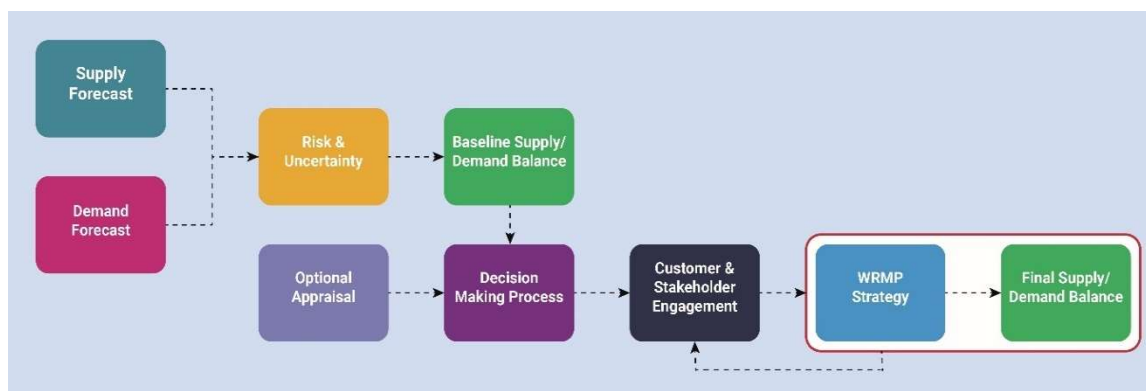 Supply
Forecast
Demand
Forecast
Risk &
Uncertainty
Baseline Supply/
Demand Balance
Optional
Appraisal
Decision
Making Process
Customer &
Stakeholder
Engagement
WRMP
Strategy
Final Supply/
Demand Balance